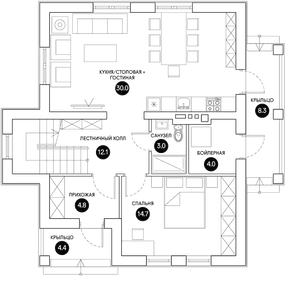 КУХНЯ/СТОЛОВАЯ +
ГОСТИНАЯ
30.0
КРЫЛЬЦО
8.3
ЛЕСТНИЧНЫЙ ХОЛЛ
12.1
САНУЗЕЛ
3.0
БОЙЛЕРНАЯ
4.0
ПРИХОЖАЯ
4.8
СПАЛЬНЯ
14.7
КРЫЛЬЦО
4.4